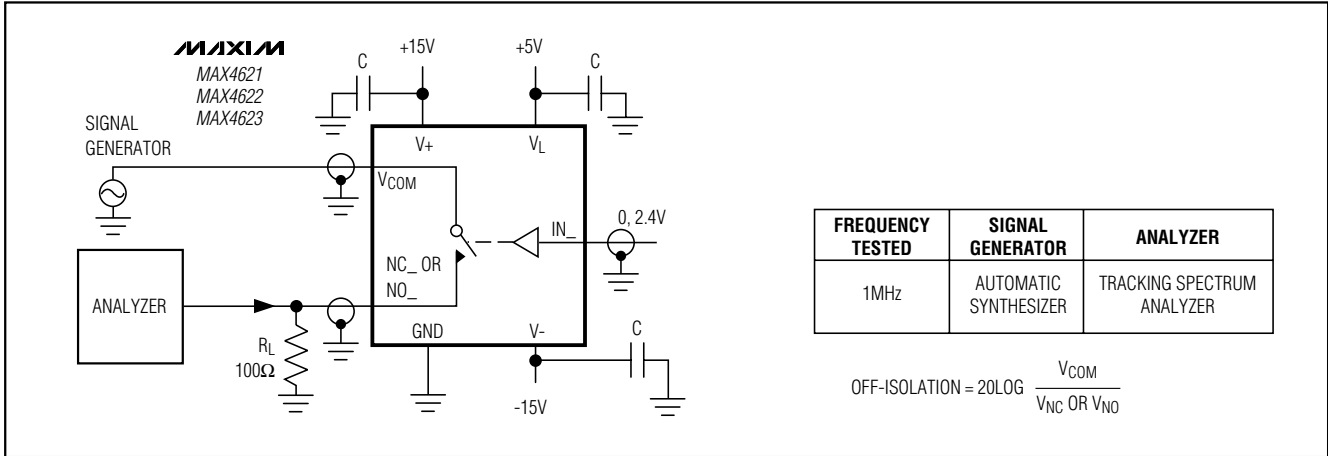 MAXIM
MAX4621
MAX4622
MAX4623
+15V
+5V
C
C
SIGNAL
GENERATOR
V+
VL
VCOM
IN_
0, 2.4V
NC_ OR
NO_
ANALYZER
GND
V-
C
RL
100Ω
-15V
FREQUENCY
TESTED
SIGNAL
GENERATOR
ANALYZER
1MHz
AUTOMATIC
SYNTHESIZER
TRACKING SPECTRUM
ANALYZER
OFF-ISOLATION = 20LOG VCOM
VNC OR VNO